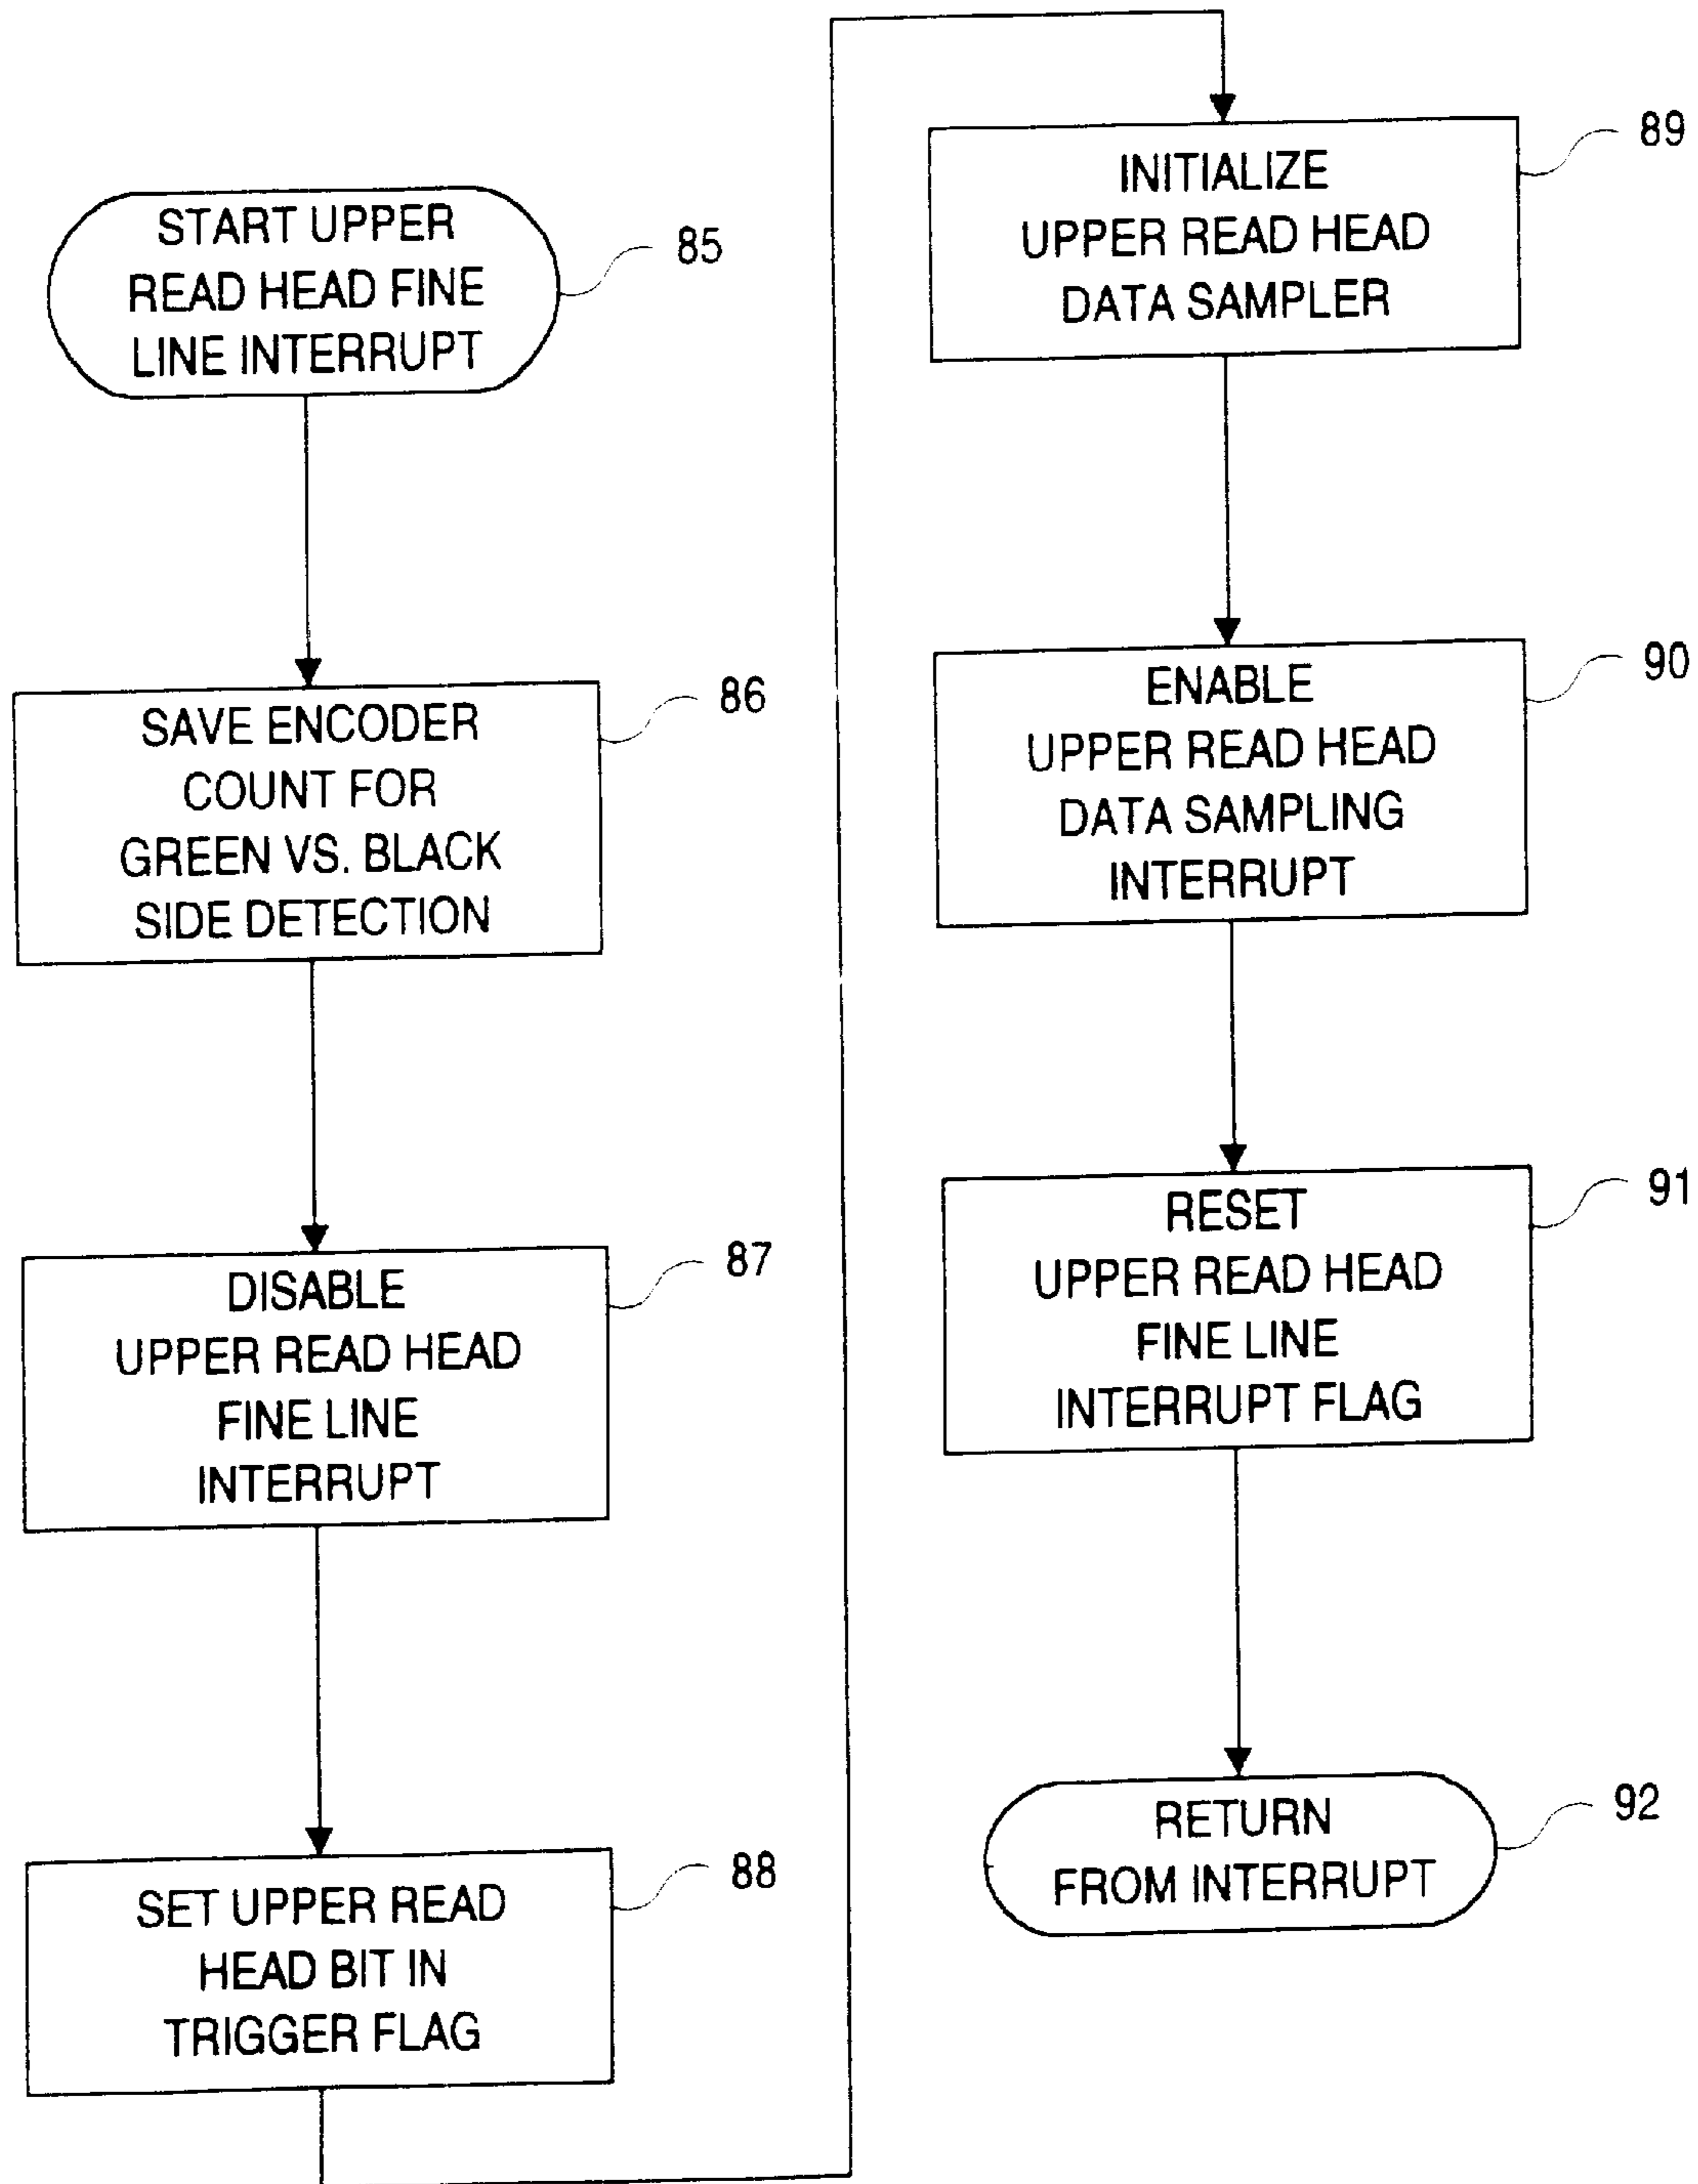 START UPPER
READ HEAD FINE
LINE INTERRUPT
85
SAVE ENCODER
COUNT FOR
GREEN VS. BLACK
SIDE DETECTION
86
DISABLE
UPPER READ HEAD
FINE LINE
INTERRUPT
87
SET UPPER READ
HEAD BIT IN
TRIGGER FLAG
88
INITIALIZE
UPPER READ HEAD
DATA SAMPLER
89
ENABLE
UPPER READ HEAD
DATA SAMPLING
INTERRUPT
90
RESET
UPPER READ HEAD
FINE LINE
INTERRUPT FLAG
91
RETURN
FROM INTERRUPT
92